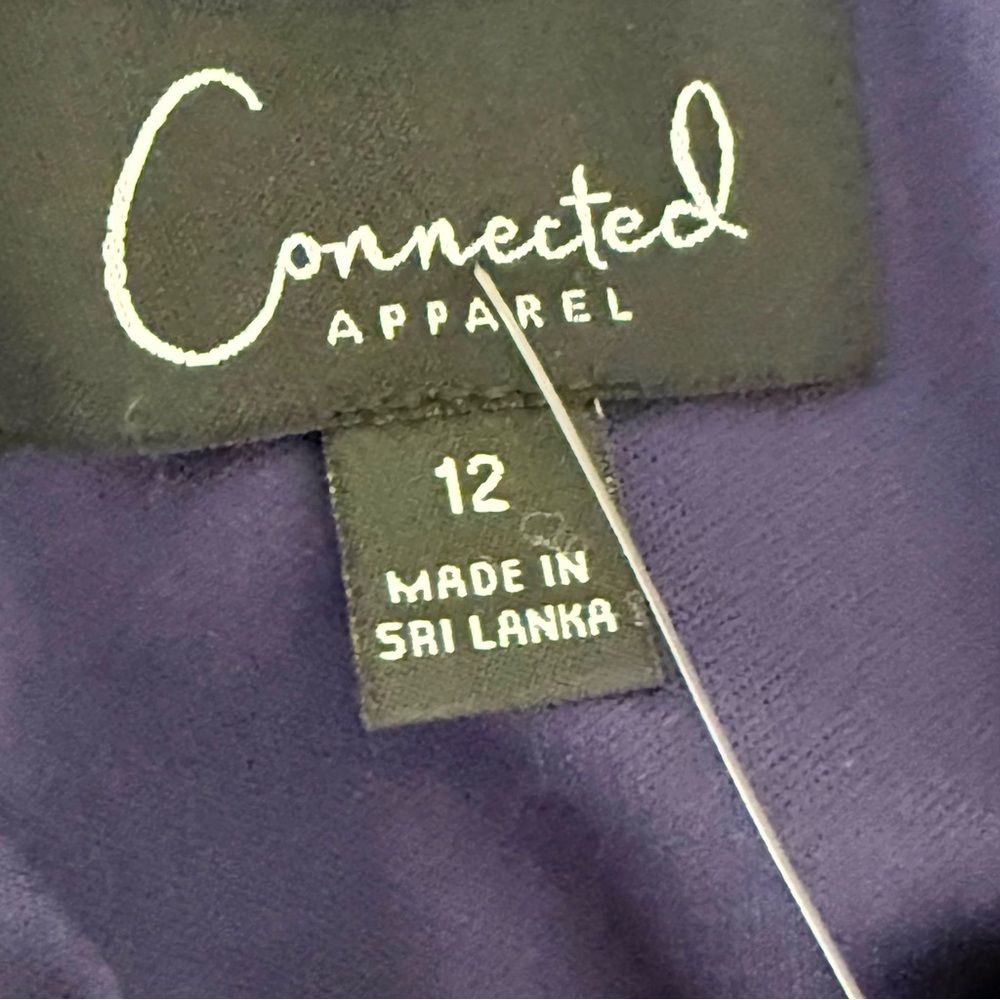 Connected
APPAREL
12
MADE IN
SRI LANKA